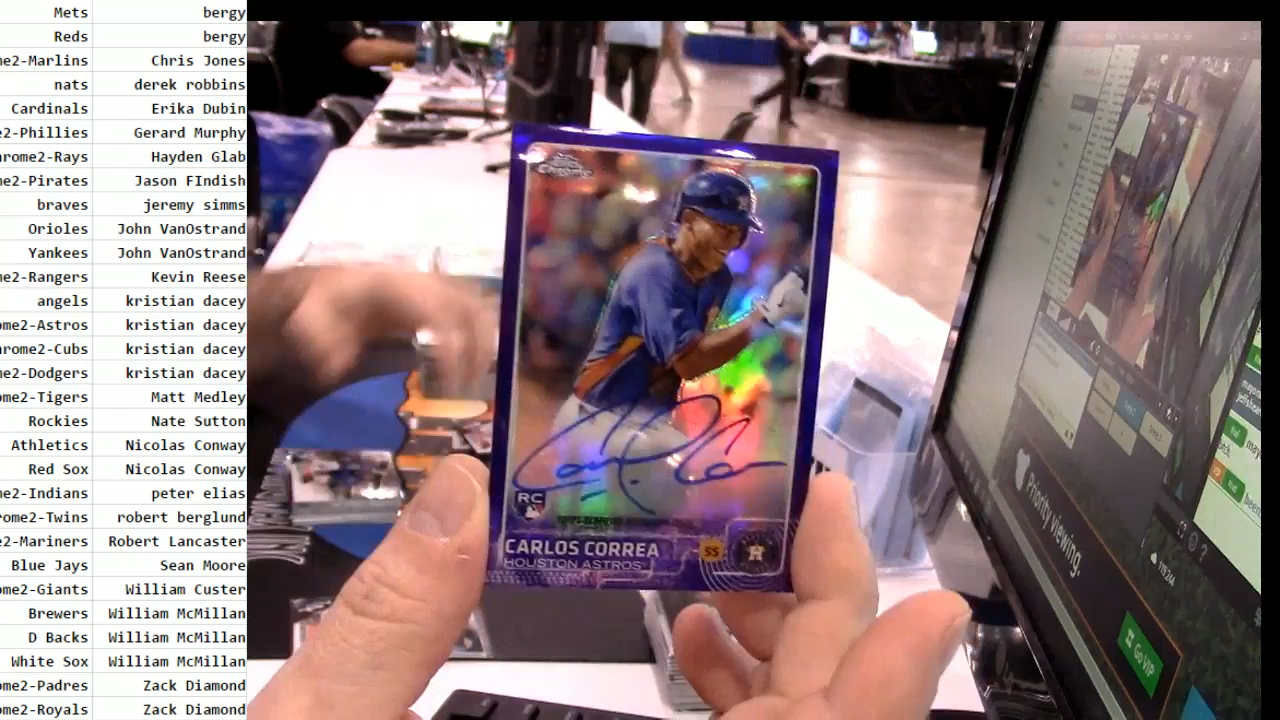 Mets bergy
Reds bergy
me2-Marlins Chris Jones
nats derek robbins
Cardinals Erika Dubin
e2-Phillies Gerard Murphy
hrome2-Rays Hayden Glab
me2-Pirates Jason FIndish
braves jeremy simms
Orioles John VanOstrand
Yankees John VanOstrand
e2-Rangers Kevin Reese
angels kristian dacey
ome2-Astros kristian dacey
hrome2-Cubs kristian dacey
me2-Dodgers kristian dacey
ome2-Tigers Matt Medley
Rockies Nate Sutton
Athletics Nicolas Conway
Red Sox Nicolas Conway
e2-Indians peter elias
rome2-Twins robert berglund
e2-Mariners Robert Lancaster
Blue Jays Sean Moore
ome2-Giants William Custer
Brewers William McMillan
D Backs William McMillan
White Sox William McMillan
ome2-Padres Zack Diamond
ome2-Royals Zack Diamond
Chrome
RC
CARLOS CORREA SS H
HOUSTON ASTROS
Priority viewing.
Go VIP